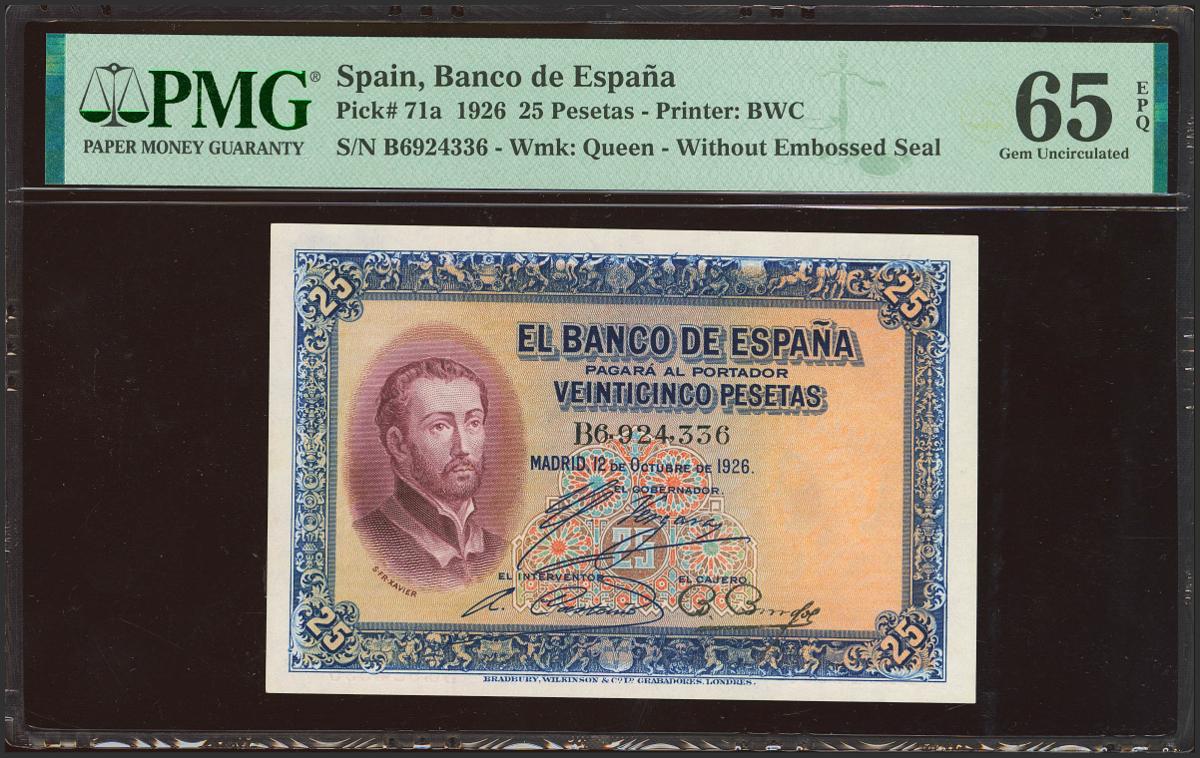 PMG®
PAPER MONEY GUARANTY
Spain, Banco de España
Pick# 71a 1926 25 Pesetas - Printer: BWC
S/N B6924336 - Wmk: Queen - Without Embossed Seal
65 EPQ
Gem Uncirculated
25 25
EL BANCO DE ESPAÑA
PAGARÁ AL PORTADOR
VEINTICINCO PESETAS
B6,924,336
MADRID, 12 DE OCTUBRE DE 1926.
EL GOBERNADOR.
25
EL INTERVENTOR
EL CAJERO
S.FR.XAVIER
25 25
BRADBURY, WILKINSON & Cº Lº GRABADORES. LONDRES.